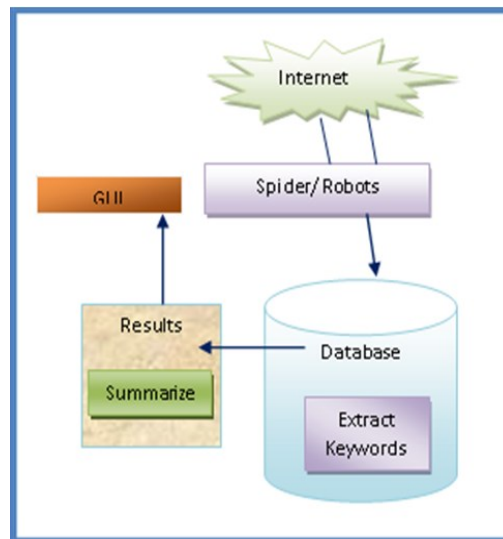 Internet
Spider/Robots
GUI
Results
Database
Summarize
Extract
Keywords